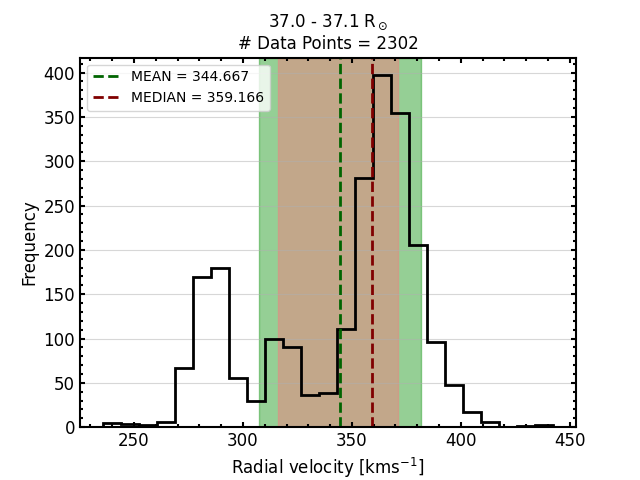 37.0 - 37.1 R⊙
# Data Points = 2302
MEAN = 344.667
MEDIAN = 359.166
400
350
300
250
200
150
100
50
0
Frequency
250 300 350 400 450
Radial velocity [kms⁻¹]